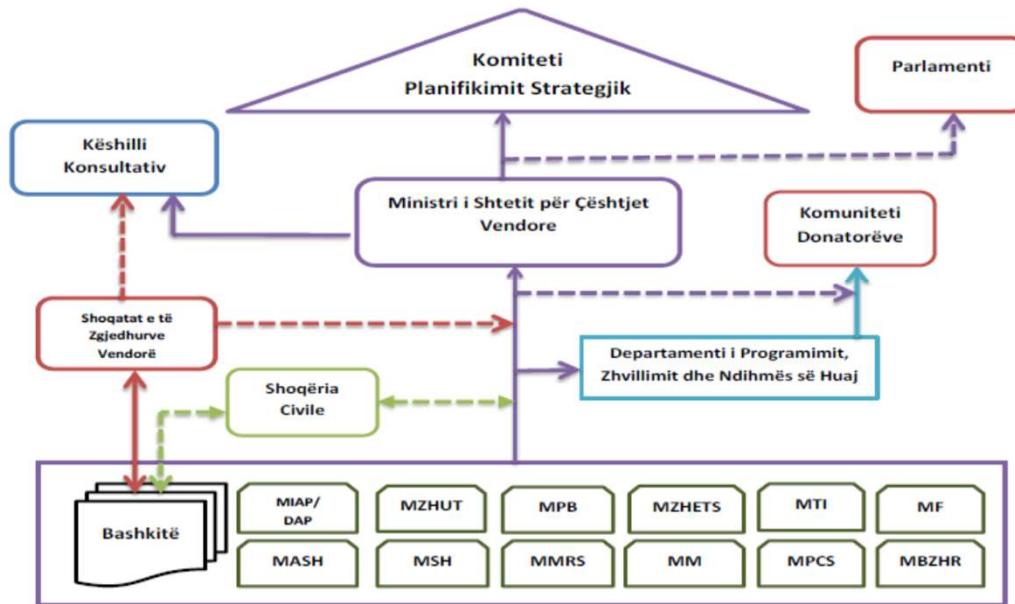 Komiteti
Planifikimit Strategjik
Parlamenti
Këshilli
Konsultativ
Ministri i Shtetit për Çështjet
Vendore
Komuniteti
Donatorëve
Shoqatat e të
Zgjedhurve
Vendorë
Departamenti i Programimit,
Zhvillimit dhe Ndihmës së Huaj
Shoqëria
Civile
Bashkitë
MIAP/
DAP
MZHUT
MPB
MZHETS
MTI
MF
MASH
MSH
MMRS
MM
MPCS
MBZHR